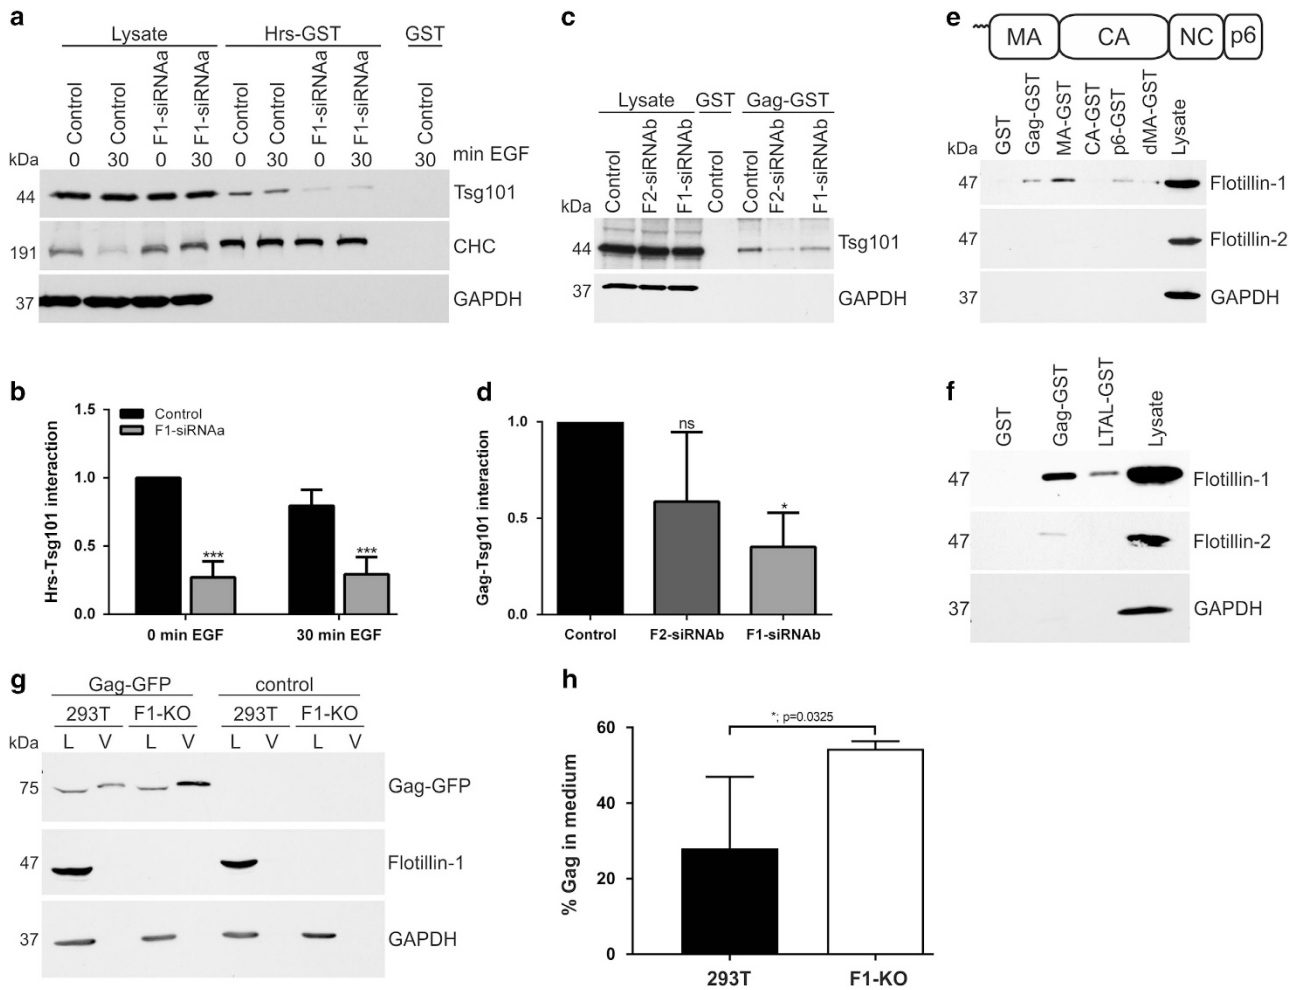 a
Lysate Hrs-GST GST
Control Control F1-siRNAa F1-siRNAa Control Control F1-siRNAa F1-siRNAa Control
kDa 0 30 0 30 0 30 0 30 30 min EGF
44 Tsg101
191 CHC
37 GAPDH
b
Hrs-Tsg101 interaction
1.5
1.0
0.5
0.0
Control
F1-siRNAa
*** ***
0 min EGF 30 min EGF
c
Lysate GST Gag-GST
Control F2-siRNAb F1-siRNAb Control Control F2-siRNAb F1-siRNAb
kDa
44 Tsg101
37 GAPDH
d
Gag-Tsg101 interaction
1.0
0.5
0.0
ns
*
Control F2-siRNAb F1-siRNAb
e
MA CA NC p6
GST Gag-GST MA-GST CA-GST p6-GST dMA-GST Lysate
kDa
47 Flotillin-1
47 Flotillin-2
37 GAPDH
f
GST Gag-GST LTAL-GST Lysate
47 Flotillin-1
47 Flotillin-2
37 GAPDH
g
Gag-GFP control
293T F1-KO 293T F1-KO
kDa L V L V L V L V
75 Gag-GFP
47 Flotillin-1
37 GAPDH
h
% Gag in medium
60
40
20
0
*; p=0.0325
293T F1-KO